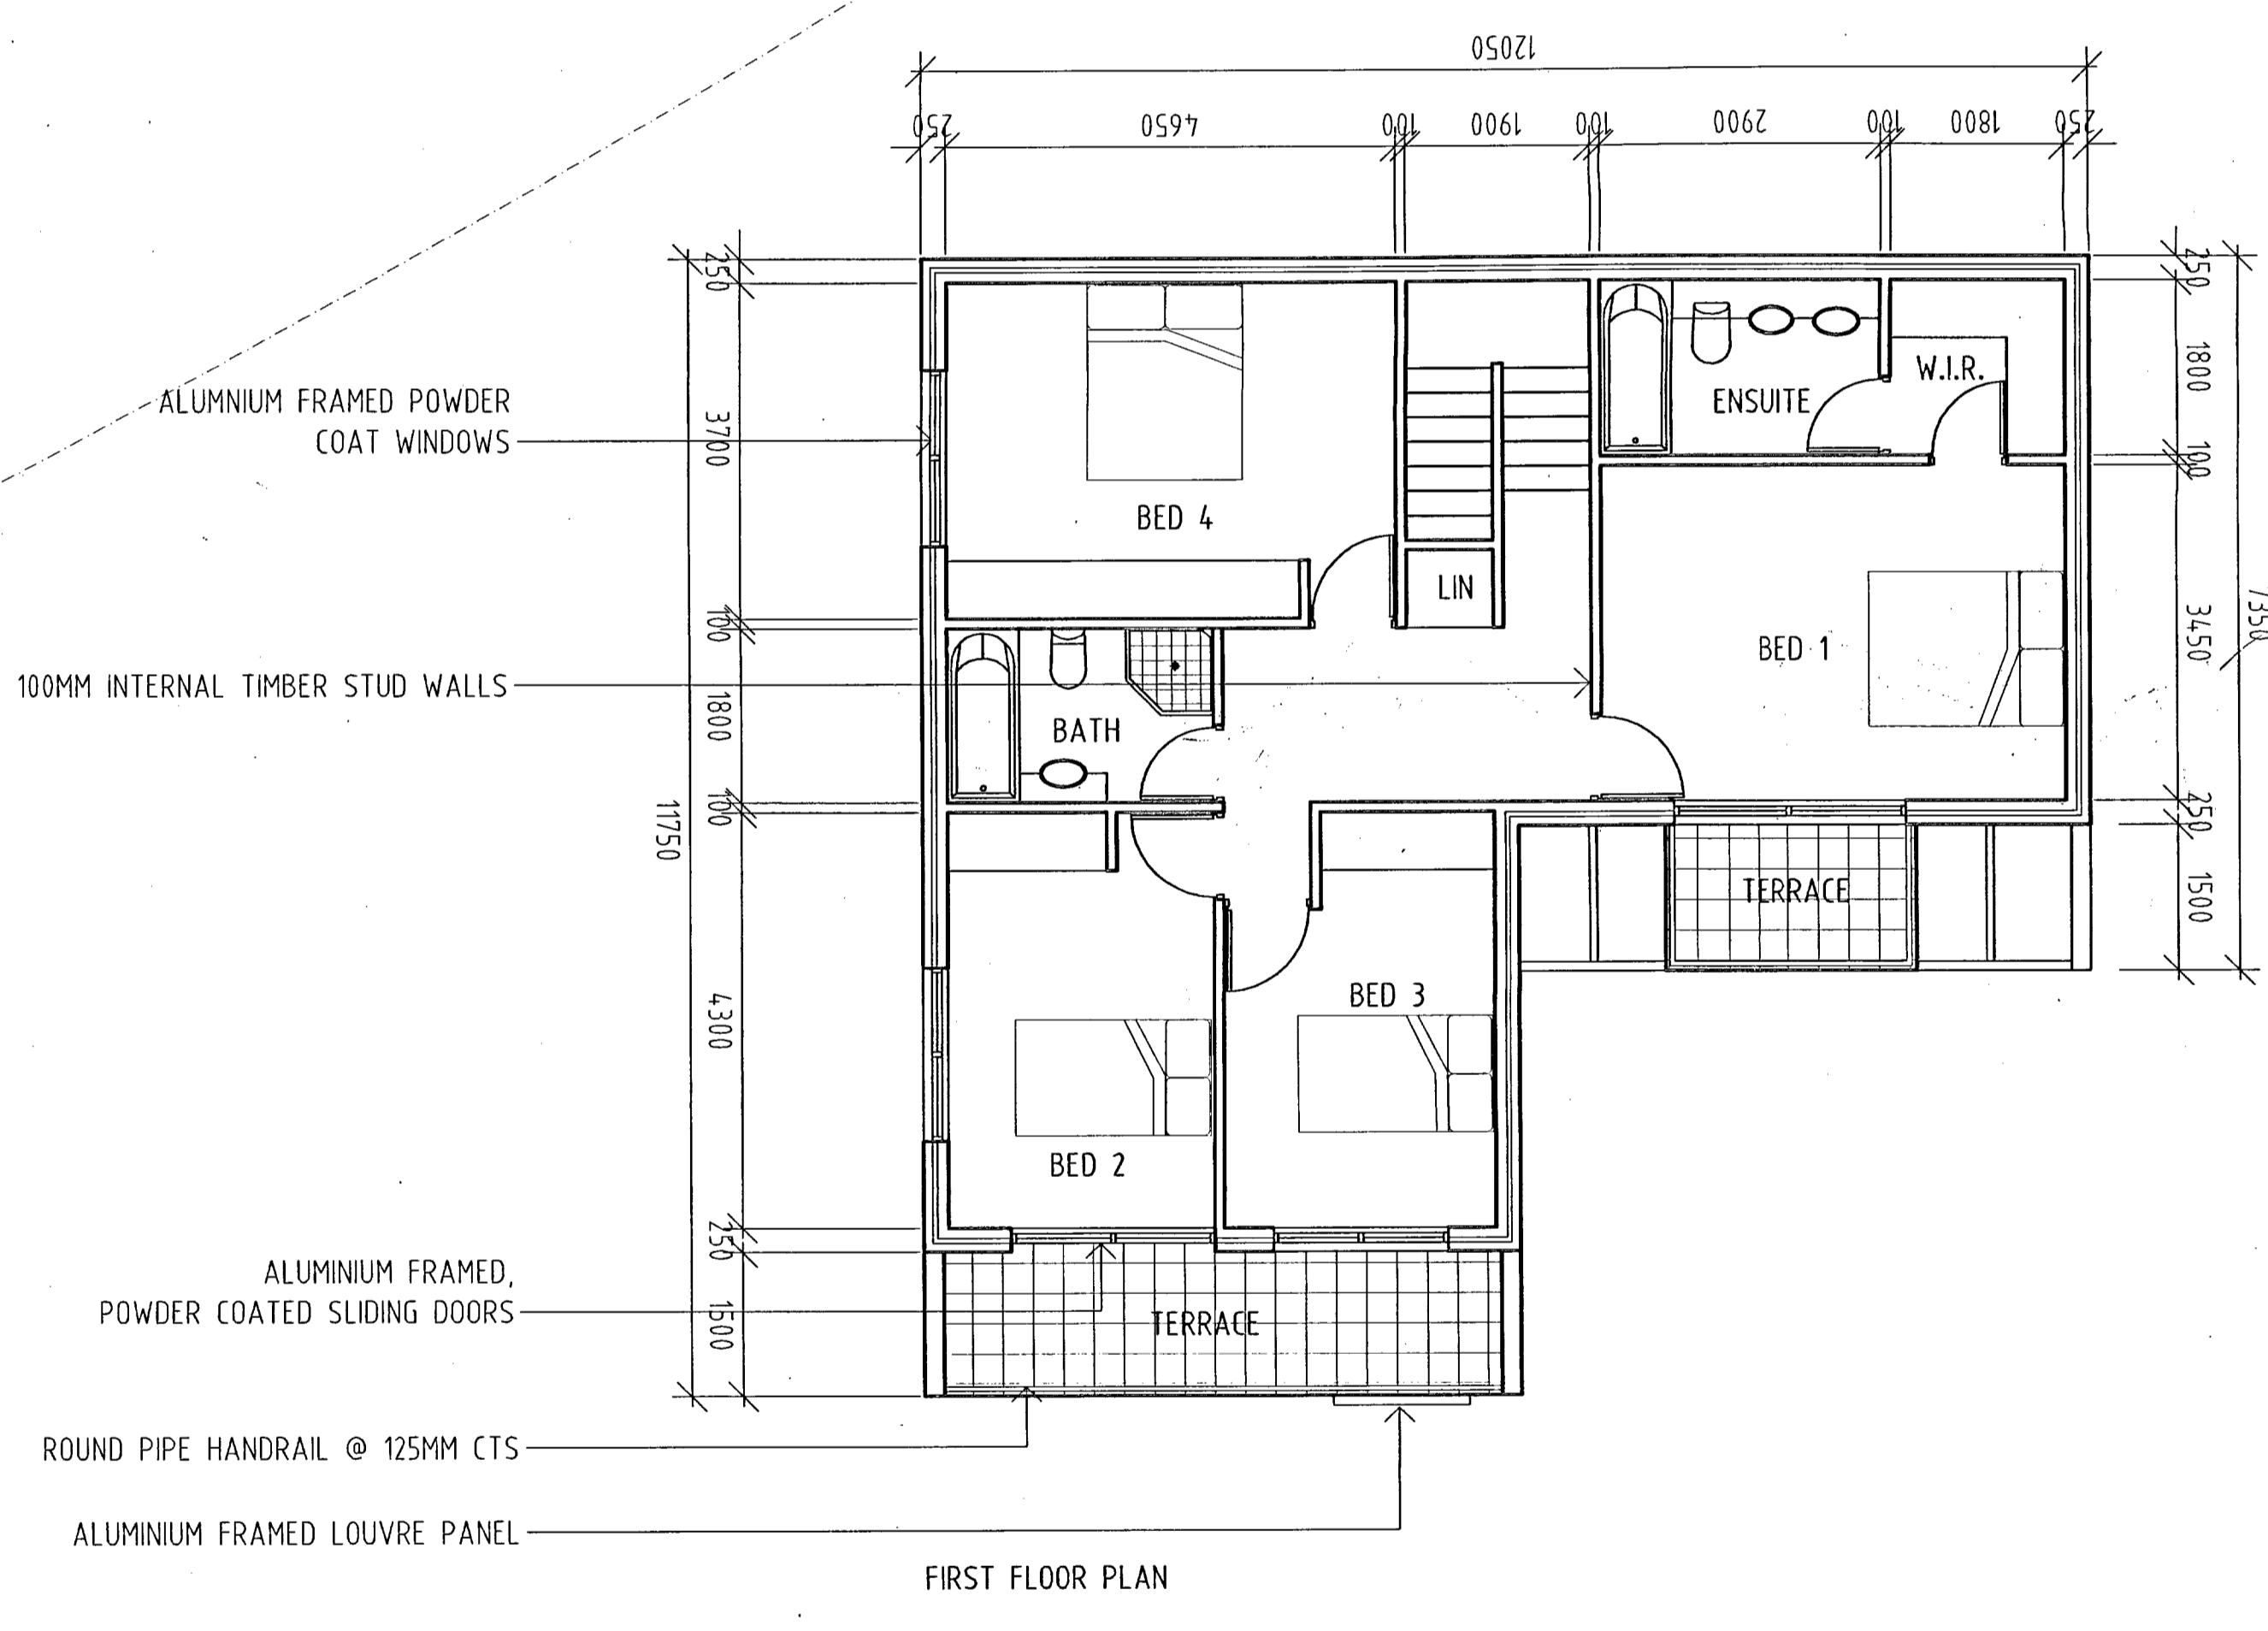 12050
250 4650 100 1900 100 2900 100 1800 250
250
250
ALUMNIUM FRAMED POWDER
COAT WINDOWS
3700
ENSUITE
W.I.R.
1800
100
BED 4
LIN
100
100MM INTERNAL TIMBER STUD WALLS
1800
BATH
BED 1
3450
7350
100
11750
250
TERRACE
1500
4300
BED 3
BED 2
250
ALUMINIUM FRAMED,
POWDER COATED SLIDING DOORS
1500
TERRACE
ROUND PIPE HANDRAIL @ 125MM CTS
ALUMINIUM FRAMED LOUVRE PANEL
FIRST FLOOR PLAN